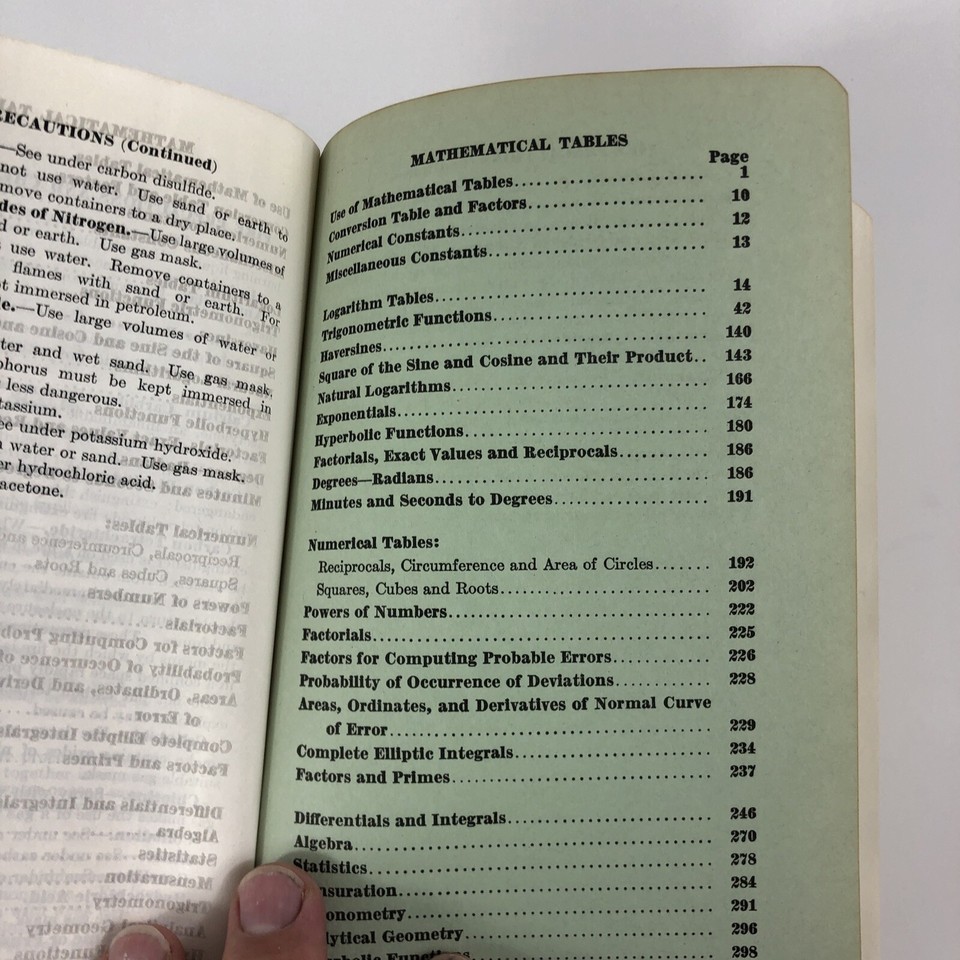 RECAUTIONS (Continued)
—See under carbon disulfide.
not use water. Use sand or earth to
move containers to a dry place.
des of Nitrogen.—Use large volumes of
d or earth. Use gas mask.
use water. Remove containers to a
flames with sand or earth. For
t immersed in petroleum.
e.—Use large volumes of water or
ter and wet sand. Use gas mask.
phorus must be kept immersed in
less dangerous.
tassium.
ee under potassium hydroxide.
water or sand. Use gas mask.
er hydrochloric acid.
acetone.
MATHEMATICAL TABLES
Page
Use of Mathematical Tables........................ 1
Conversion Table and Factors...................... 10
Numerical Constants............................... 12
Miscellaneous Constants........................... 13
Logarithm Tables.................................. 14
Trigonometric Functions........................... 42
Haversines........................................ 140
Square of the Sine and Cosine and Their Product.. 143
Natural Logarithms................................ 166
Exponentials...................................... 174
Hyperbolic Functions.............................. 180
Factorials, Exact Values and Reciprocals.......... 186
Degrees—Radians................................... 186
Minutes and Seconds to Degrees.................... 191
Numerical Tables:
Reciprocals, Circumference and Area of Circles....... 192
Squares, Cubes and Roots.......................... 202
Powers of Numbers................................. 222
Factorials........................................ 225
Factors for Computing Probable Errors............ 226
Probability of Occurrence of Deviations........... 228
Areas, Ordinates, and Derivatives of Normal Curve
of Error.......................................... 229
Complete Elliptic Integrals....................... 234
Factors and Primes................................ 237
Differentials and Integrals....................... 246
Algebra........................................... 270
Statistics........................................ 278
nsuration......................................... 284
onometry.......................................... 291
lytical Geometry.................................. 296
298